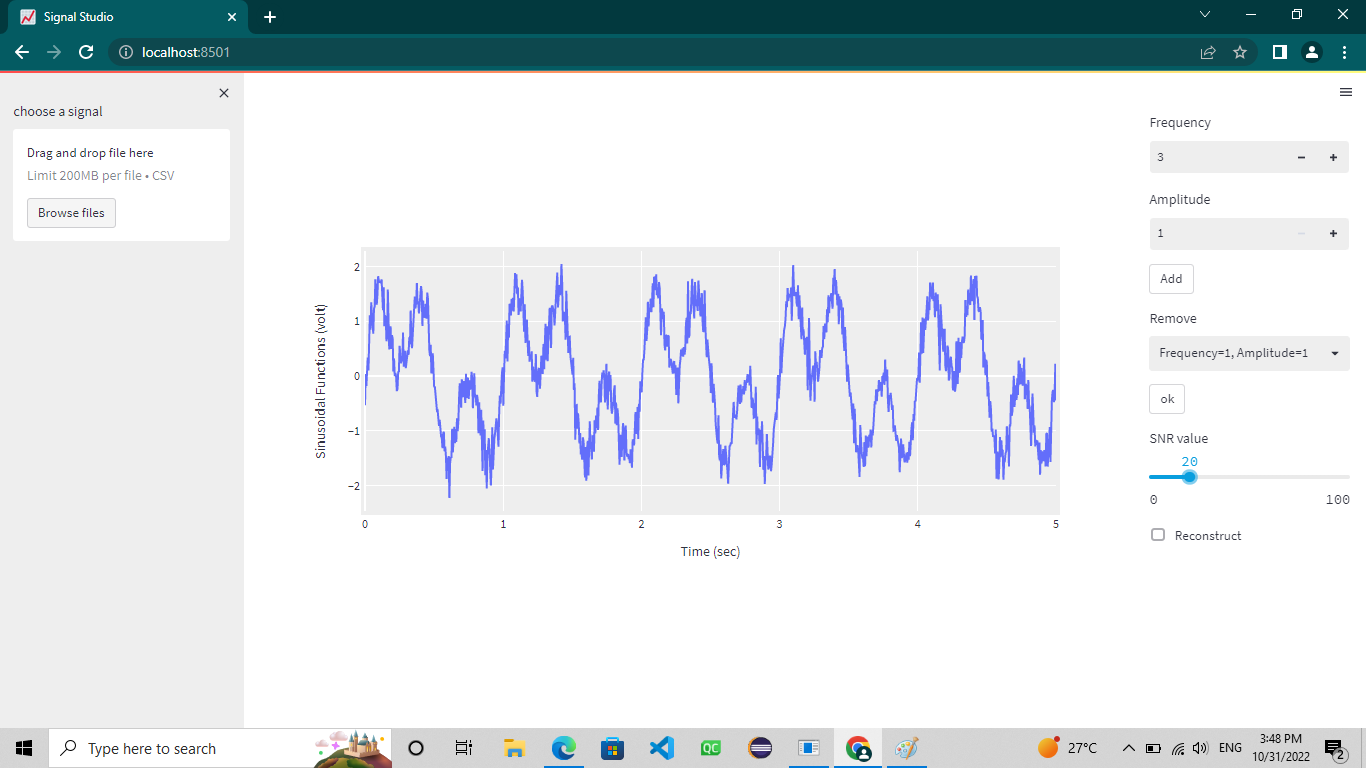 Signal Studio
localhost:8501
choose a signal
Drag and drop file here
Limit 200MB per file • CSV
Browse files
Sinusoidal Functions (volt)
2
1
0
−1
−2
0 1 2 3 4 5
Time (sec)
Frequency
3
Amplitude
1
Add
Remove
Frequency=1, Amplitude=1
ok
SNR value
20
0 100
Reconstruct
Type here to search
QC
27°C
ENG
3:48 PM
10/31/2022
2